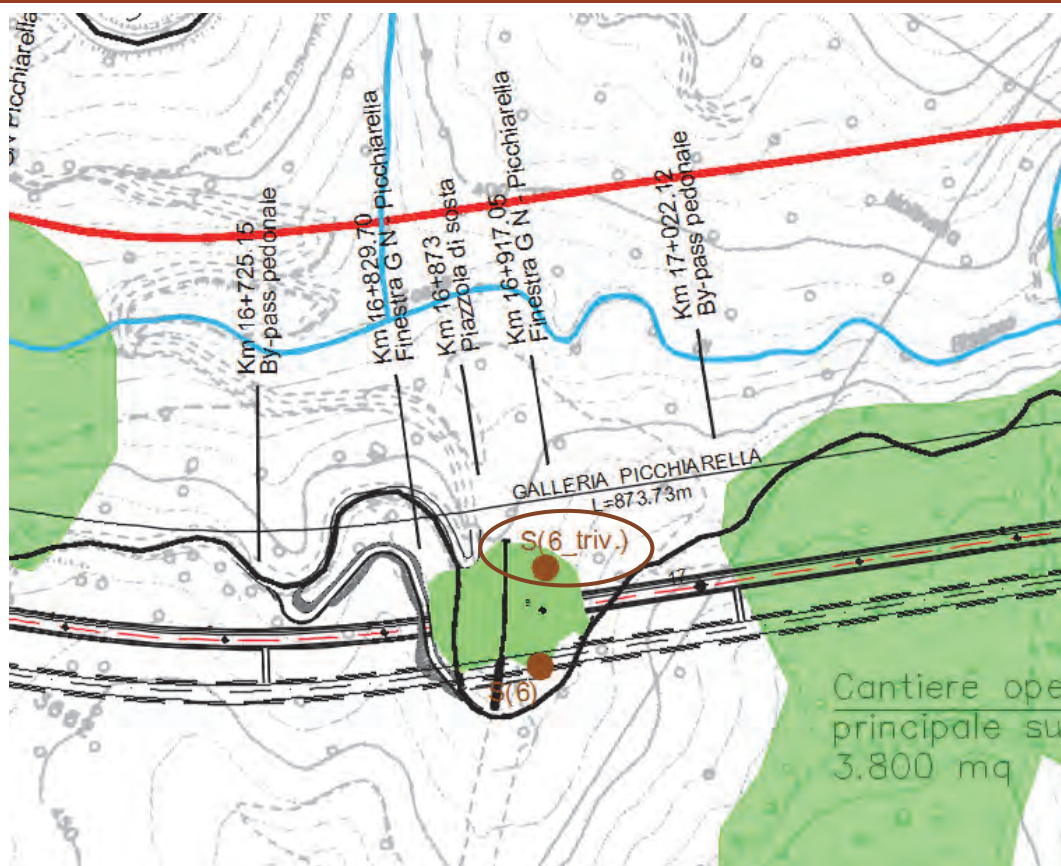 GN Picchiarella
Km 16+725.15
By-pass pedonale
Km 16+829.70
Finestra G N - Picchiarella
Km 16+873
Piazzola di sosta
Km 16+917.05
Finestra G N - Picchiarella
Km 17+022.12
By-pass pedonale
GALLERIA PICCHIARELLA
L=873.73m
S(6_triv.)
17
S(6)
Cantiere ope
principale su
3.800 mq